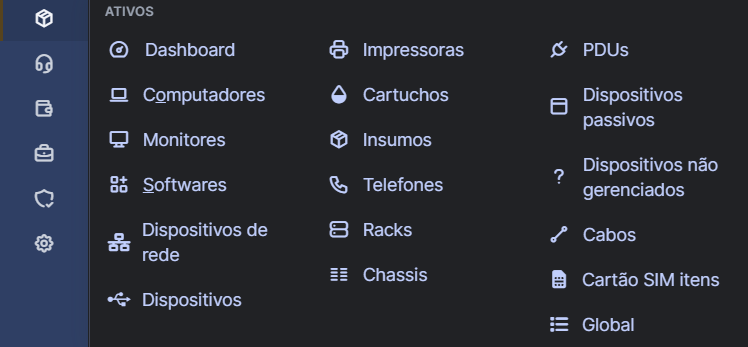 ATIVOS
Dashboard
Computadores
Monitores
Softwares
Dispositivos de
rede
Dispositivos
Impressoras
Cartuchos
Insumos
Telefones
Racks
Chassis
PDUs
Dispositivos
passivos
Dispositivos não
gerenciados
Cabos
Cartão SIM itens
Global